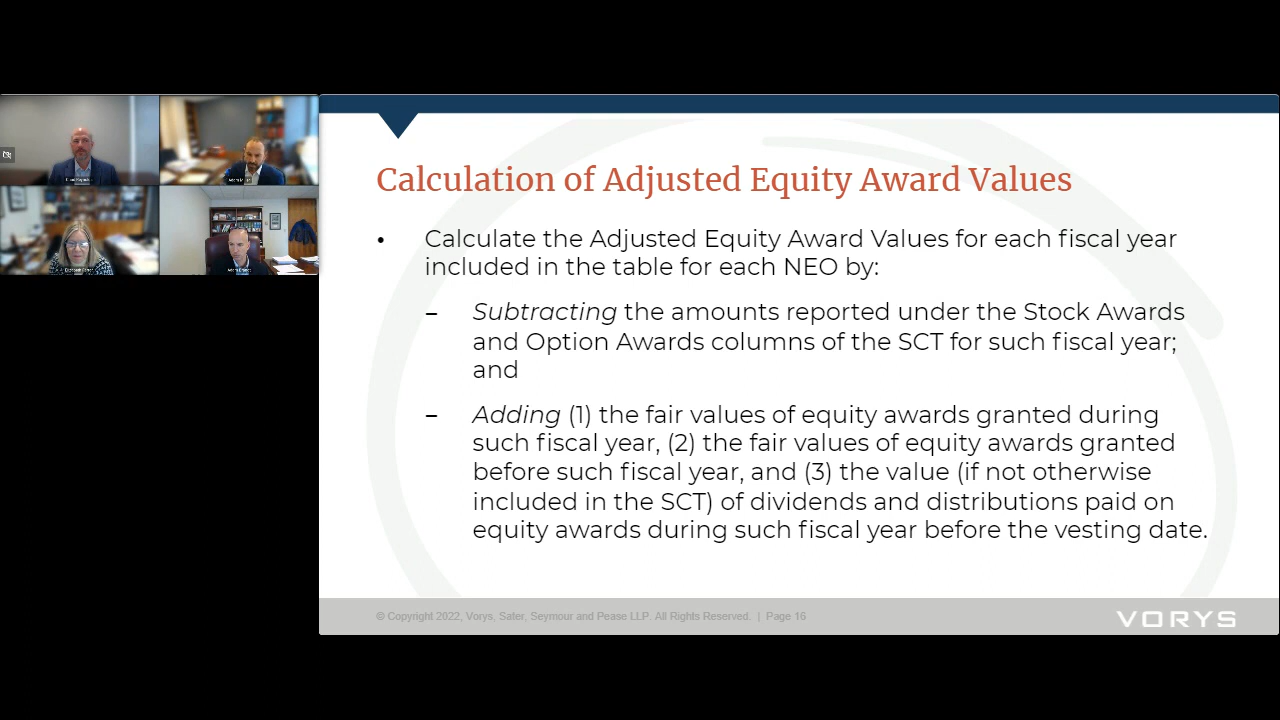 Calculation of Adjusted Equity Award Values
• Calculate the Adjusted Equity Award Values for each fiscal year
included in the table for each NEO by:
– Subtracting the amounts reported under the Stock Awards
and Option Awards columns of the SCT for such fiscal year;
and
– Adding (1) the fair values of equity awards granted during
such fiscal year, (2) the fair values of equity awards granted
before such fiscal year, and (3) the value (if not otherwise
included in the SCT) of dividends and distributions paid on
equity awards during such fiscal year before the vesting date.
© Copyright 2022, Vorys, Sater, Seymour and Pease LLP. All Rights Reserved. | Page 16
VORYS